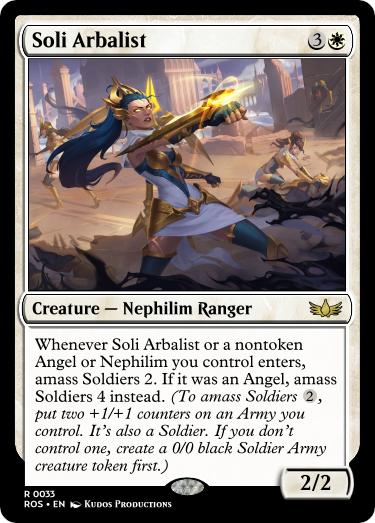 Soli Arbalist 3
Creature — Nephilim Ranger
Whenever Soli Arbalist or a nontoken
Angel or Nephilim you control enters,
amass Soldiers 2. If it was an Angel, amass
Soldiers 4 instead. (To amass Soldiers 2,
put two +1/+1 counters on an Army you
control. It's also a Soldier. If you don't
control one, create a 0/0 black Soldier Army
creature token first.)
2/2
R 0033
ROS • EN Kudos Productions